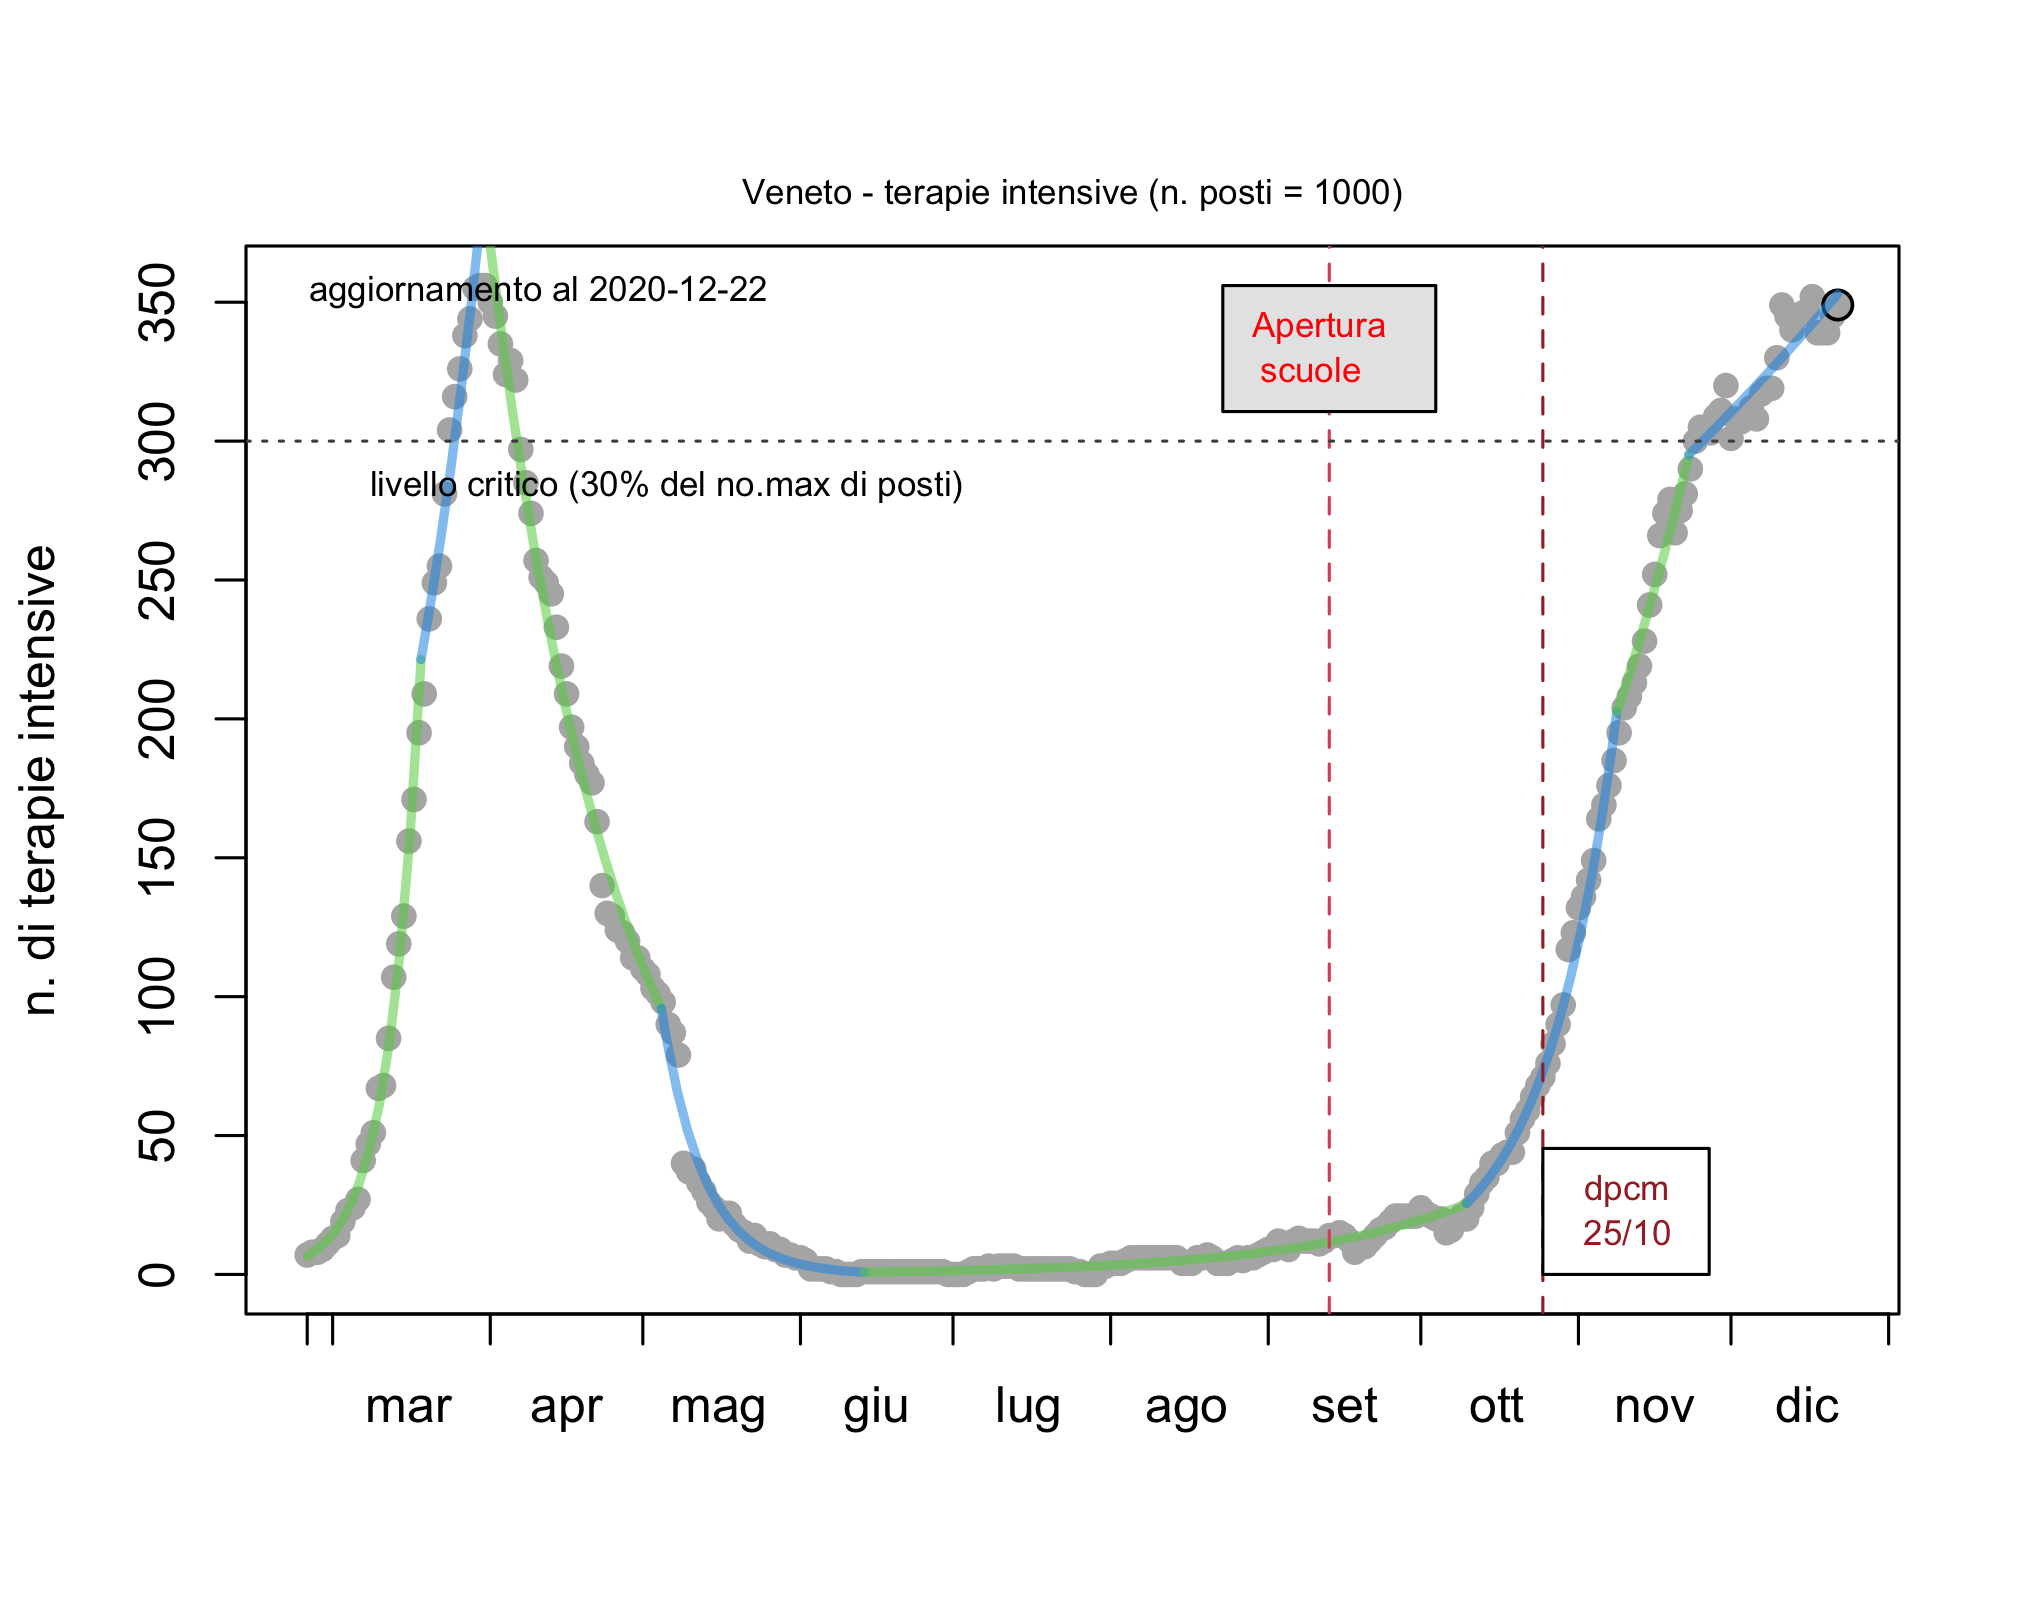 Veneto - terapie intensive (n. posti = 1000)
aggiornamento al 2020-12-22
Apertura
scuole
livello critico (30% del no.max di posti)
dpcm
25/10
n. di terapie intensive
350
300
250
200
150
100
50
0
mar apr mag giu lug ago set ott nov dic